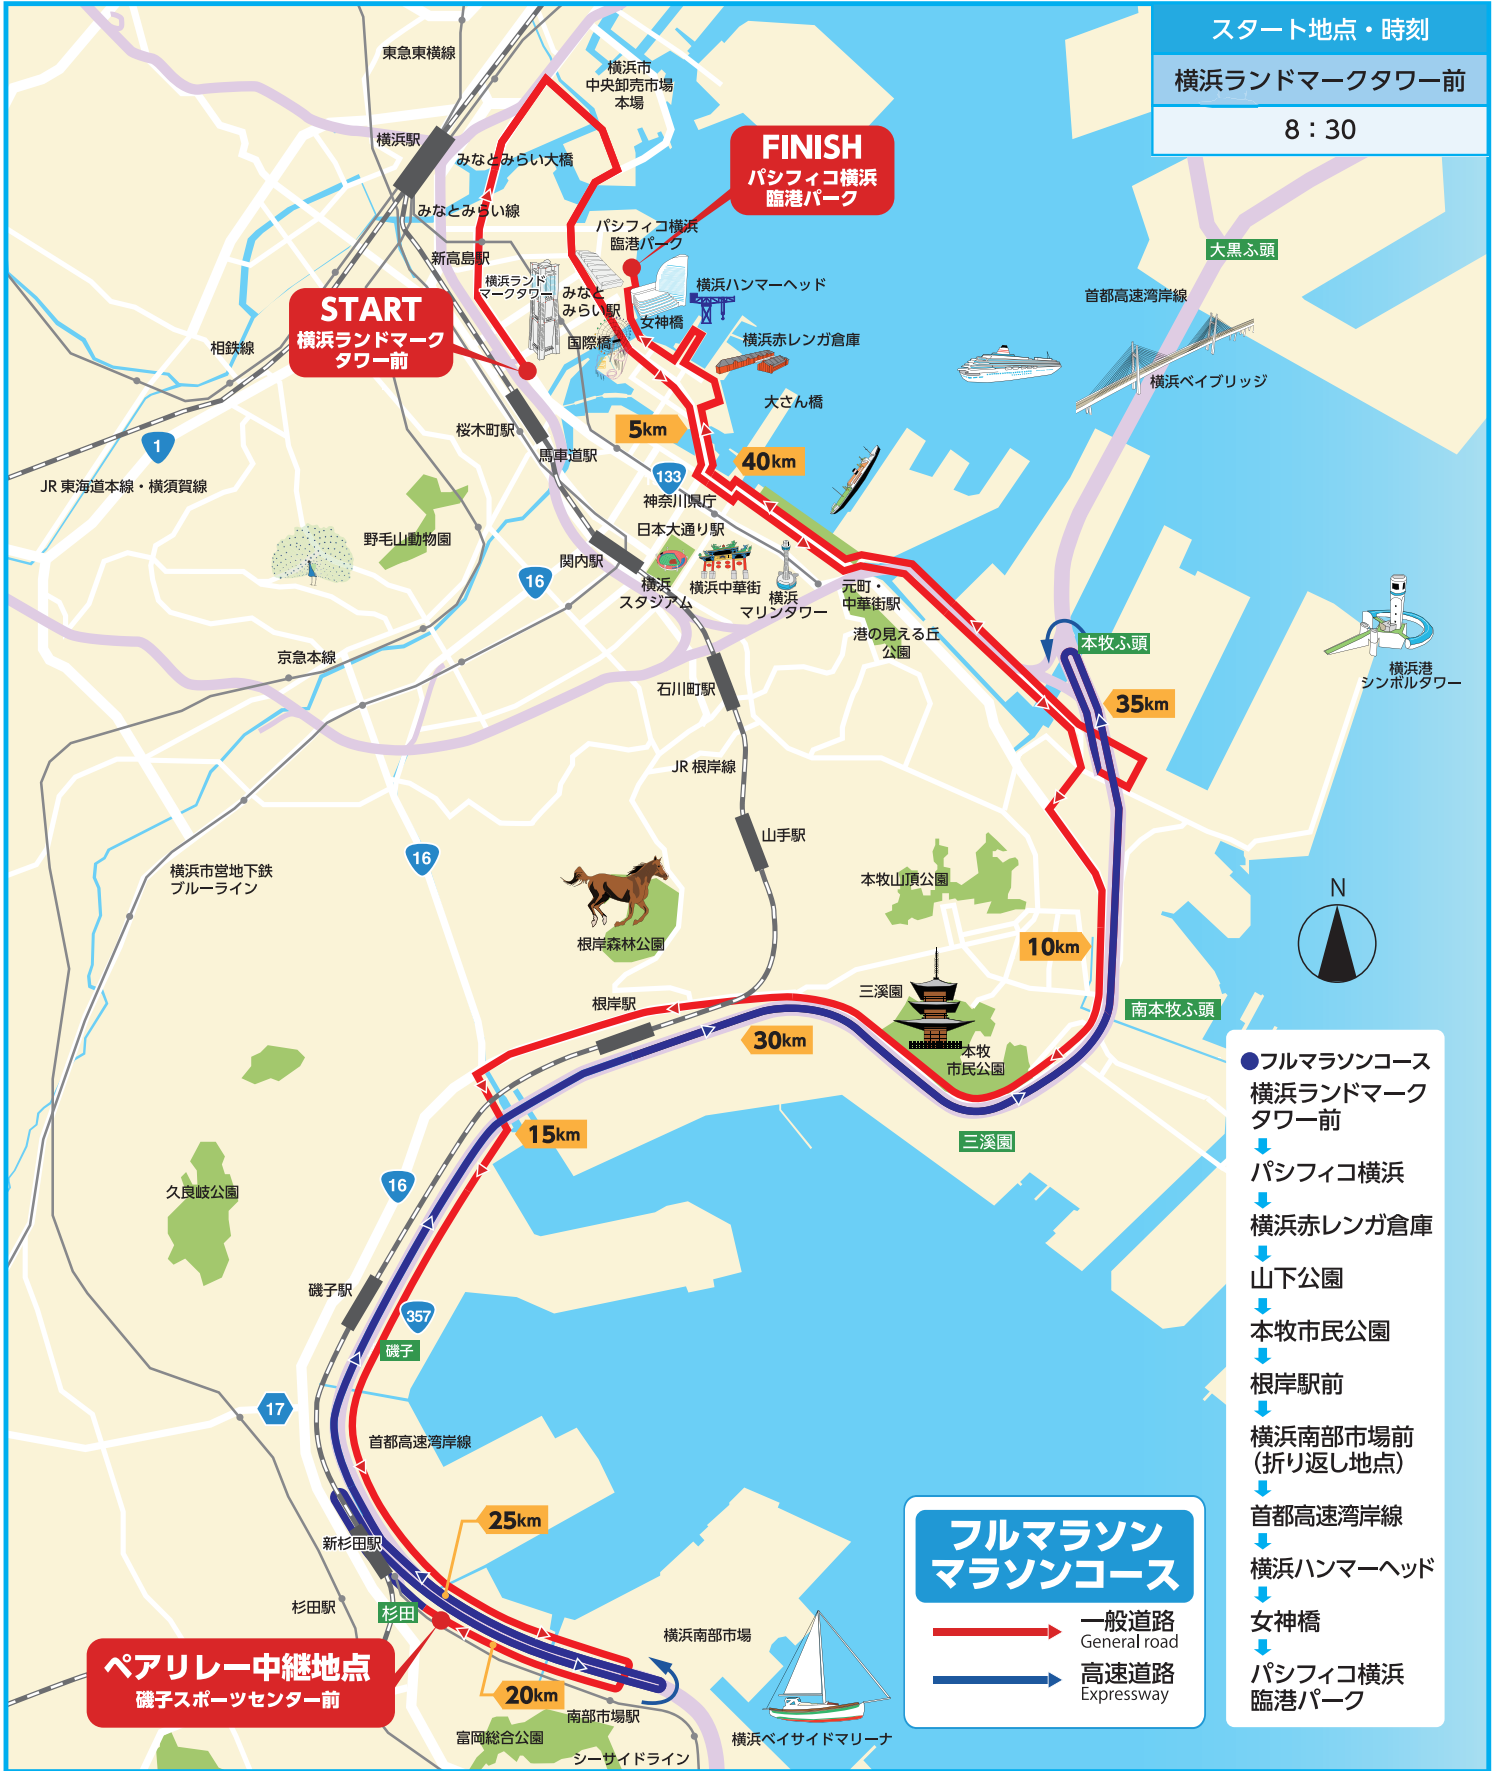 スタート地点・時刻
横浜ランドマークタワー前
8：30
東急東横線
横浜市
中央卸売市場
本場
横浜駅
みなとみらい大橋
FINISH
パシフィコ横浜
臨港パーク
みなとみらい線
パシフィコ横浜
臨港パーク
新高島駅
大黒ふ頭
首都高速湾岸線
横浜ランド
マークタワー
みなと
みらい駅
横浜ハンマーヘッド
START
横浜ランドマーク
タワー前
女神橋
国際橋
横浜赤レンガ倉庫
相鉄線
横浜ベイブリッジ
大さん橋
5km
桜木町駅
1
馬車道駅
40km
133
JR 東海道本線・横須賀線
神奈川県庁
日本大通り駅
野毛山動物園
関内駅
16
横浜
スタジアム
横浜中華街
横浜
マリンタワー
元町・
中華街駅
港の見える丘
公園
本牧ふ頭
京急本線
横浜港
シンボルタワー
石川町駅
35km
JR 根岸線
山手駅
16
横浜市営地下鉄
ブルーライン
本牧山頂公園
N
根岸森林公園
10km
三溪園
根岸駅
南本牧ふ頭
30km
本牧
市民公園
15km
三溪園
16
久良岐公園
磯子駅
357
磯子
17
首都高速湾岸線
25km
新杉田駅
杉田駅
杉田
横浜南部市場
ペアリレー中継地点
磯子スポーツセンター前
20km
南部市場駅
富岡総合公園
シーサイドライン
横浜ベイサイドマリーナ
フルマラソン
マラソンコース
一般道路
General road
高速道路
Expressway
●フルマラソンコース
横浜ランドマーク
タワー前
パシフィコ横浜
横浜赤レンガ倉庫
山下公園
本牧市民公園
根岸駅前
横浜南部市場前
（折り返し地点）
首都高速湾岸線
横浜ハンマーヘッド
女神橋
パシフィコ横浜
臨港パーク